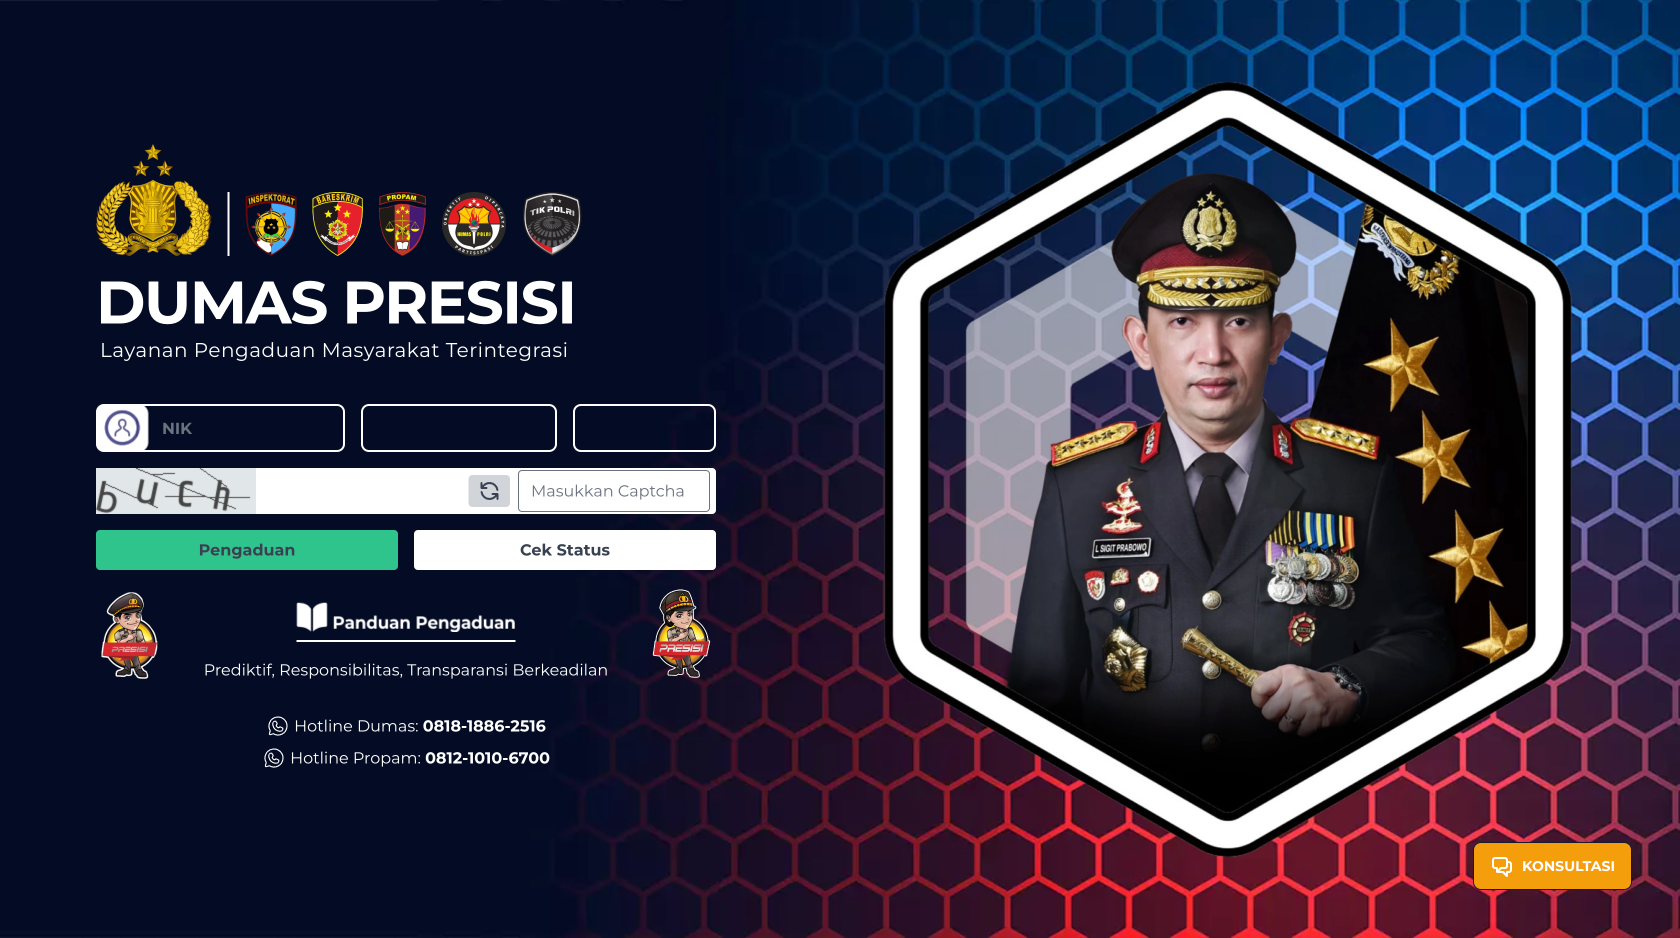 INSPEKTORAT
BARESKRIM
PROPAM
DUMAS POLRI
TIK POLRI
DUMAS PRESISI
Layanan Pengaduan Masyarakat Terintegrasi
NIK
buch
Masukkan Captcha
Pengaduan
Cek Status
Panduan Pengaduan
PRESISI
PRESISI
Prediktif, Responsibilitas, Transparansi Berkeadilan
Hotline Dumas: 0818-1886-2516
Hotline Propam: 0812-1010-6700
L SIGIT PRABOWO
KONSULTASI